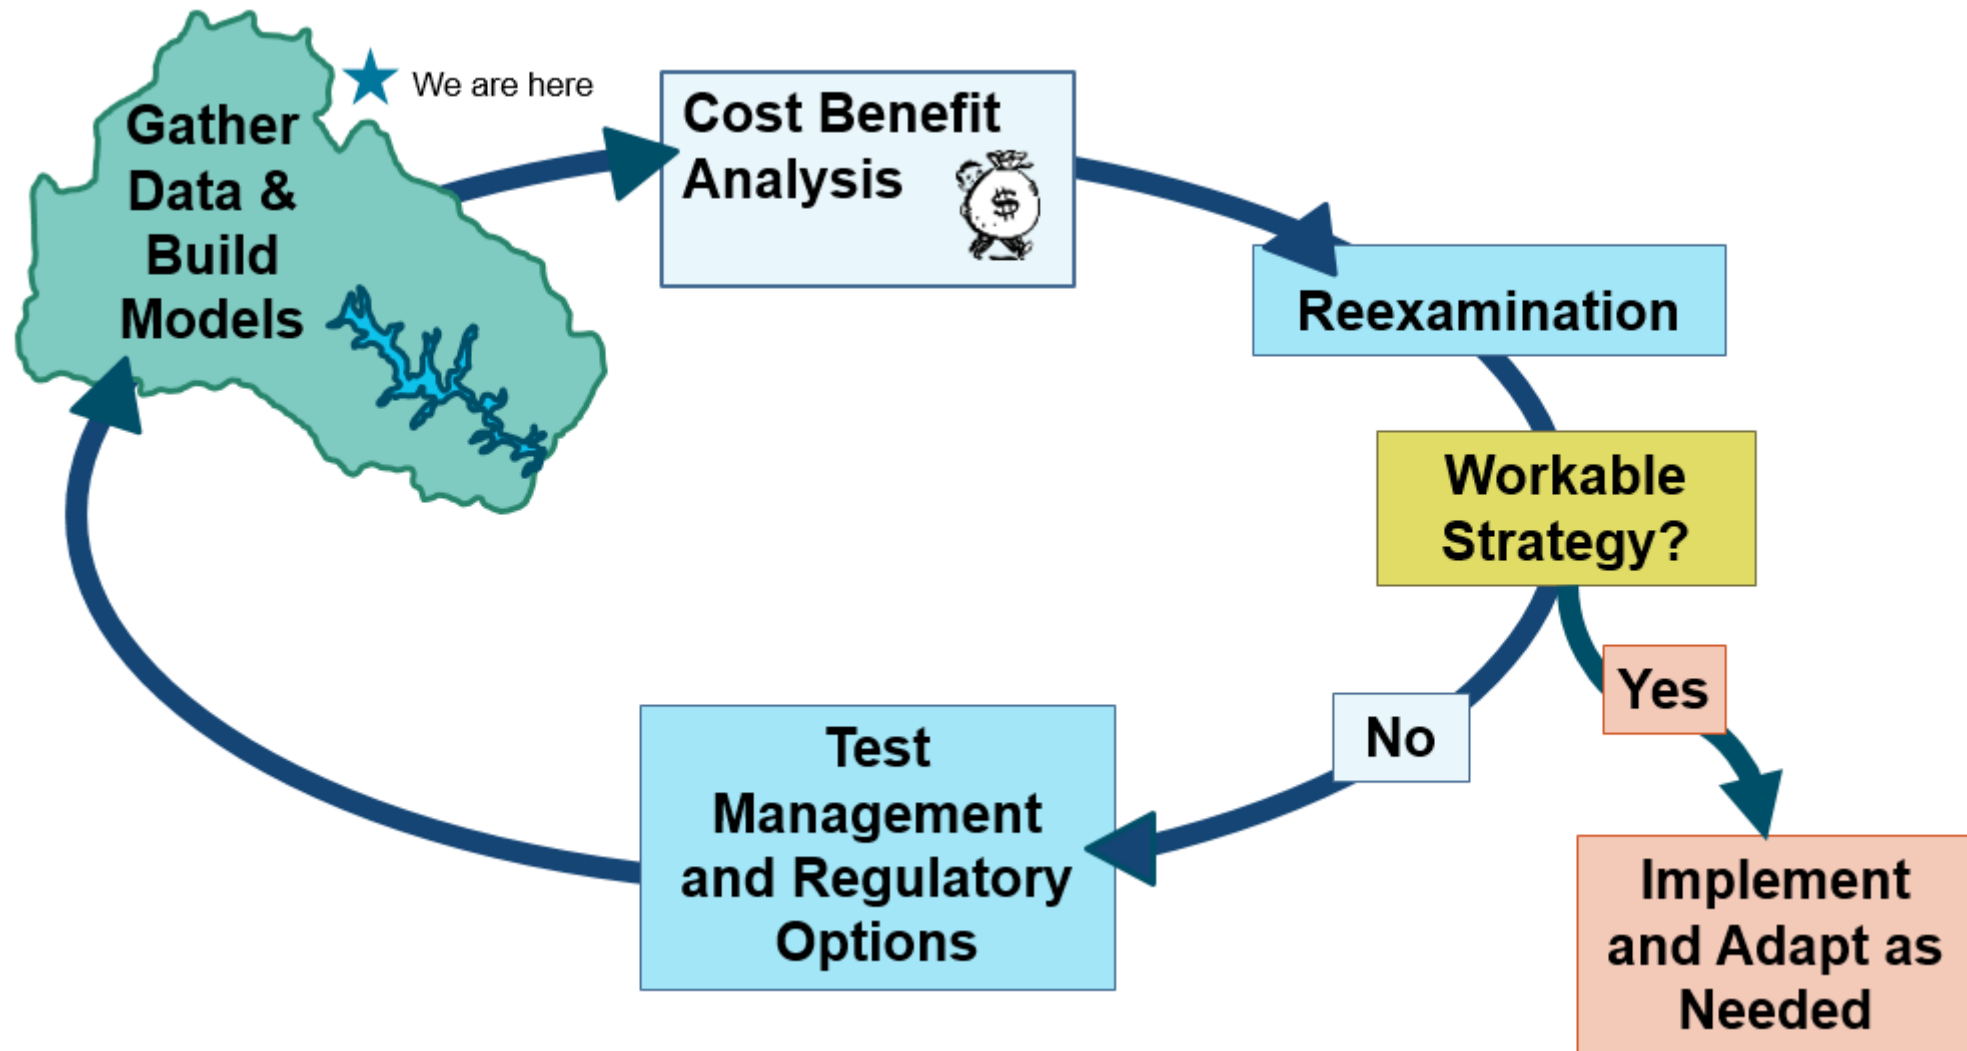 We are here
Gather
Data &
Build
Models
Cost Benefit
Analysis
$
Reexamination
Workable
Strategy?
Yes
No
Test
Management
and Regulatory
Options
Implement
and Adapt as
Needed